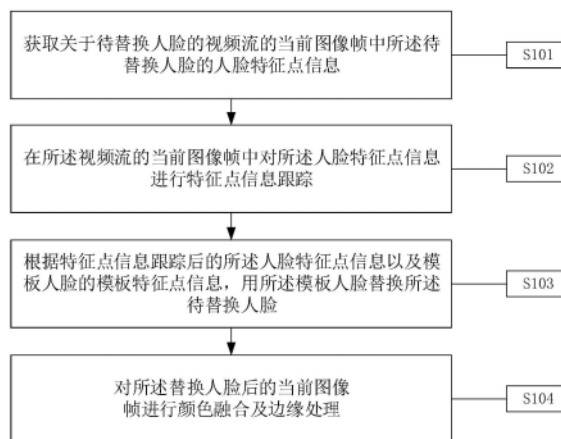 获取关于待替换人脸的视频流的当前图像帧中所述待
替换人脸的人脸特征点信息
S101
在所述视频流的当前图像帧中对所述人脸特征点信息
进行特征点信息跟踪
S102
根据特征点信息跟踪后的所述人脸特征点信息以及模
板人脸的模板特征点信息，用所述模板人脸替换所述
待替换人脸
S103
对所述替换人脸后的当前图像
帧进行颜色融合及边缘处理
S104